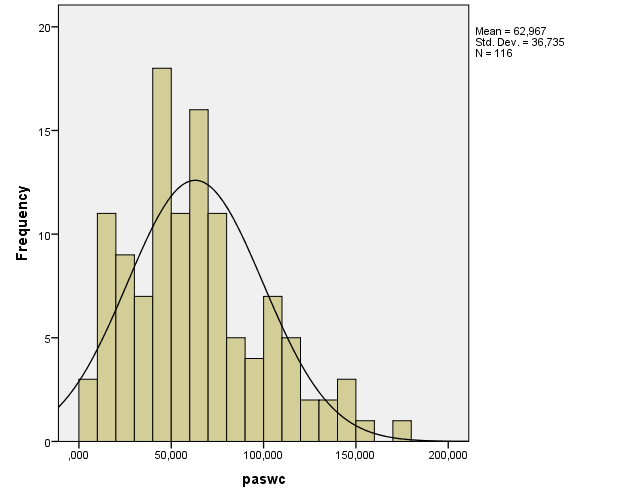 Mean = 62,967
Std. Dev. = 36,735
N = 116
20
15
10
5
0
Frequency
,000
50,000
100,000
150,000
200,000
paswc